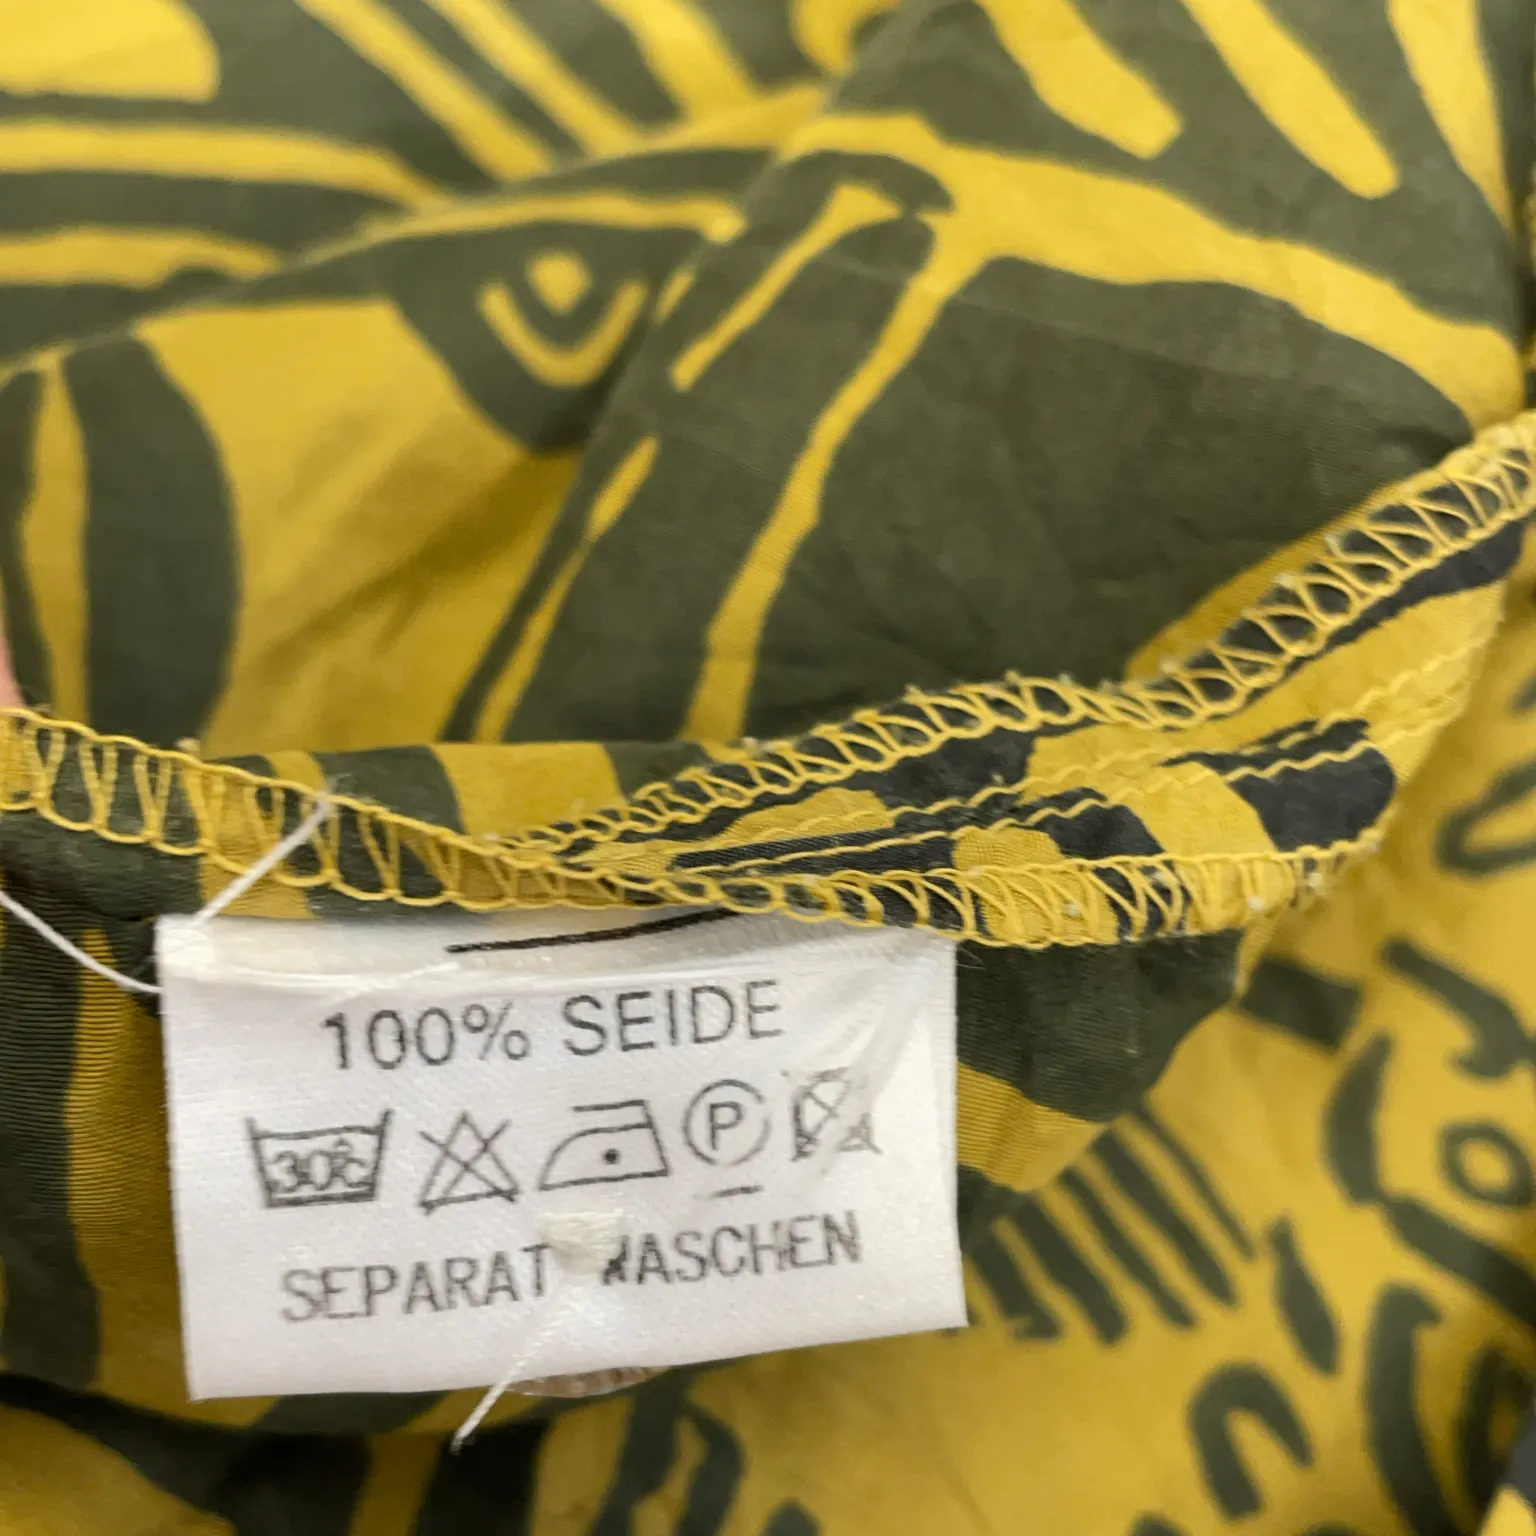 100% SEIDE
30°C
P
SEPARAT WASCHEN